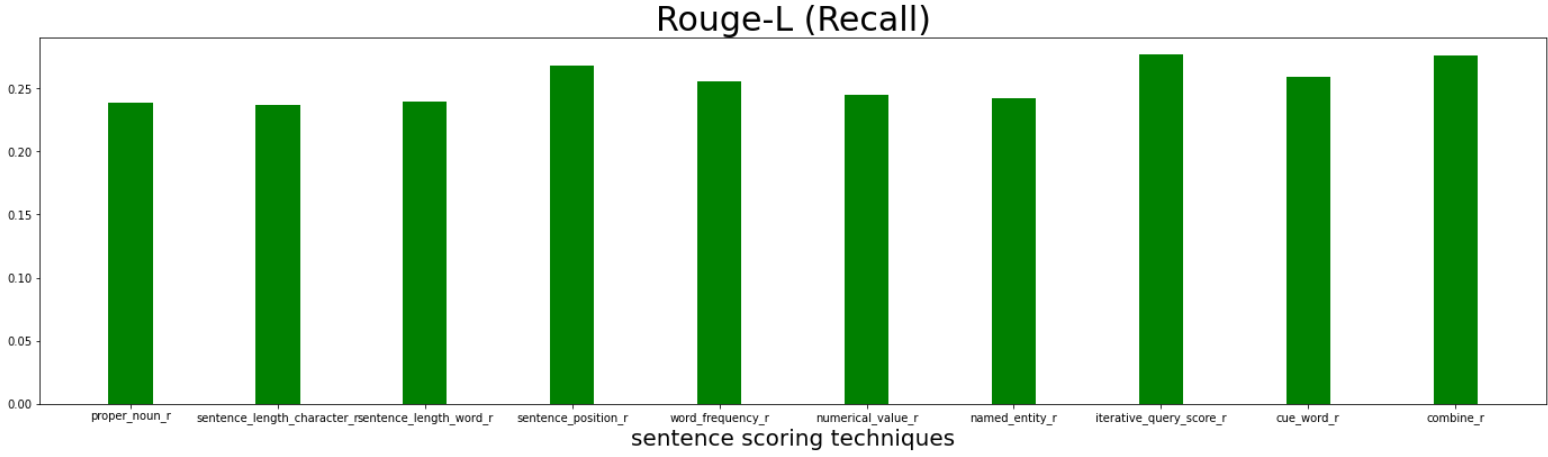 Rouge-L (Recall)
0.25
0.20
0.15
0.10
0.05
0.00
proper_noun_r sentence_length_character_r sentence_length_word_r sentence_position_r word_frequency_r numerical_value_r named_entity_r iterative_query_score_r cue_word_r combine_r
sentence scoring techniques